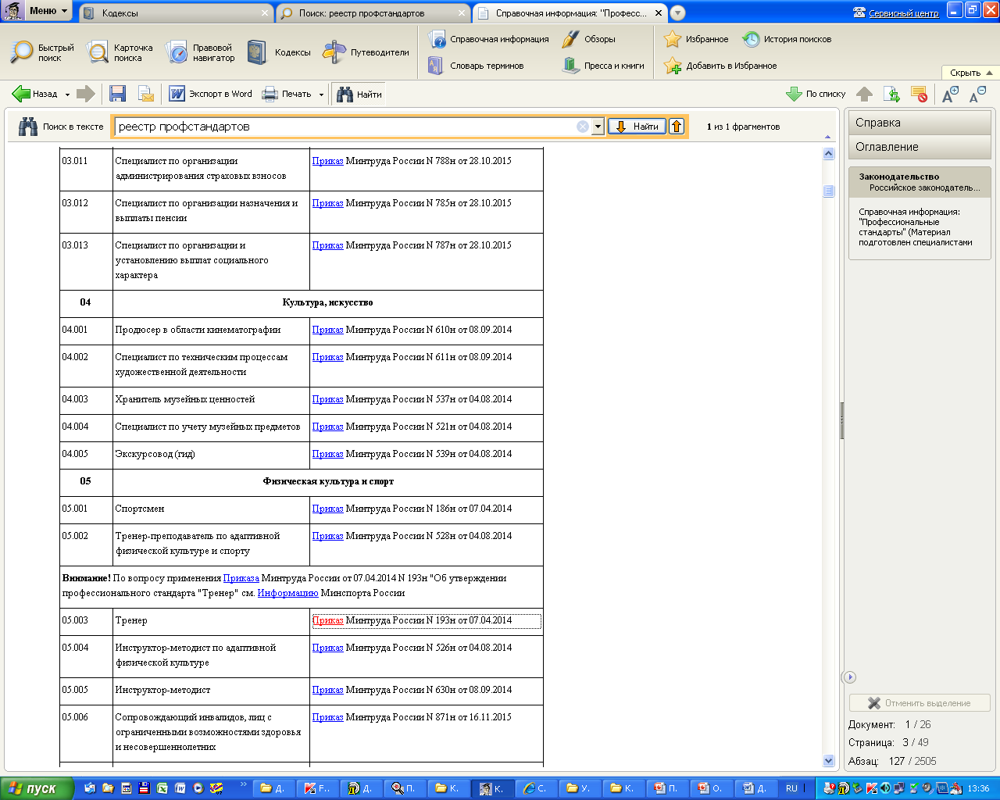 Меню
Кодексы
Поиск: реестр профстандартов
Справочная информация: "Професс...
Сервисный центр
Быстрый поиск
Карточка поиска
Правовой навигатор
Кодексы
Путеводители
Справочная информация
Словарь терминов
Обзоры
Пресса и книги
Избранное
История поисков
Добавить в Избранное
Скрыть
Назад
Экспорт в Word
Печать
Найти
По списку
Поиск в тексте
реестр профстандартов
Найти
1 из 1 фрагментов
03.011 Специалист по организации Приказ Минтруда России N 788н от 28.10.2015
администрирования страховых взносов
03.012 Специалист по организации назначения и Приказ Минтруда России N 785н от 28.10.2015
выплаты пенсии
03.013 Специалист по организации и Приказ Минтруда России N 787н от 28.10.2015
установлению выплат социального
характера
04 Культура, искусство
04.001 Продюсер в области кинематографии Приказ Минтруда России N 610н от 08.09.2014
04.002 Специалист по техническим процессам Приказ Минтруда России N 611н от 08.09.2014
художественной деятельности
04.003 Хранитель музейных ценностей Приказ Минтруда России N 537н от 04.08.2014
04.004 Специалист по учету музейных предметов Приказ Минтруда России N 521н от 04.08.2014
04.005 Экскурсовод (гид) Приказ Минтруда России N 539н от 04.08.2014
05 Физическая культура и спорт
05.001 Спортсмен Приказ Минтруда России N 186н от 07.04.2014
05.002 Тренер-преподаватель по адаптивной Приказ Минтруда России N 528н от 04.08.2014
физической культуре и спорту
Внимание! По вопросу применения Приказа Минтруда России от 07.04.2014 N 193н "Об утверждении
профессионального стандарта "Тренер" см. Информацию Минспорта России
05.003 Тренер Приказ Минтруда России N 193н от 07.04.2014
05.004 Инструктор-методист по адаптивной Приказ Минтруда России N 526н от 04.08.2014
физической культуре
05.005 Инструктор-методист Приказ Минтруда России N 630н от 08.09.2014
05.006 Сопровождающий инвалидов, лиц с Приказ Минтруда России N 871н от 16.11.2015
ограниченными возможностями здоровья
и несовершеннолетних
Справка
Оглавление
Законодательство
Российское законодатель...
Справочная информация:
"Профессиональные
стандарты" (Материал
подготовлен специалистами
Отменить выделение
Документ: 1 / 26
Страница: 3 / 49
Абзац: 127 / 2505
пуск
Д.
F..
Д.
П.
К.
К.
С.
У.
К.
П.
О.
Д.
RU
13:36